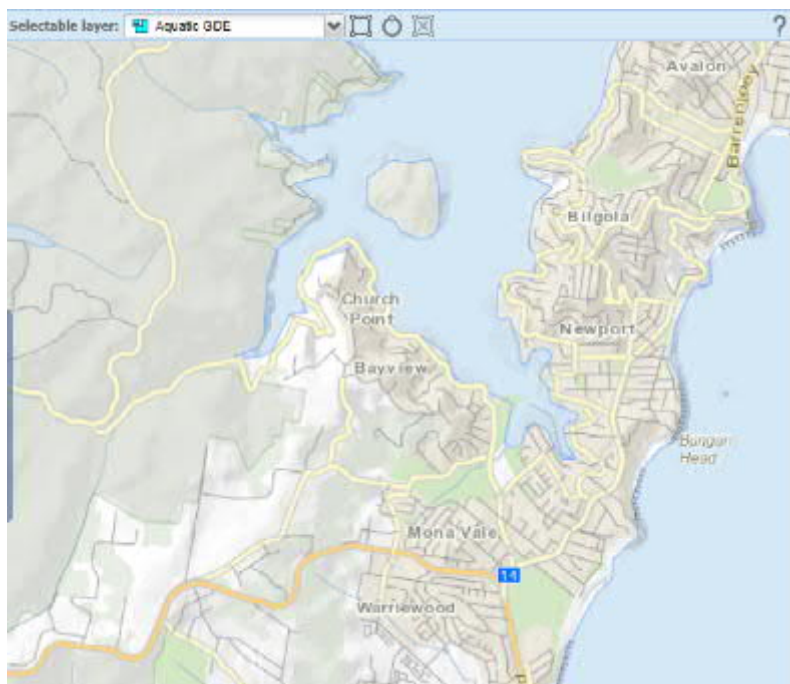 Selectable layer: Aquatic GDE ?
Avalon
Barrenjoey
Bilgola
Church
Point
Newport
Bayview
Bungan
Head
Mona Vale
14
Warriewood